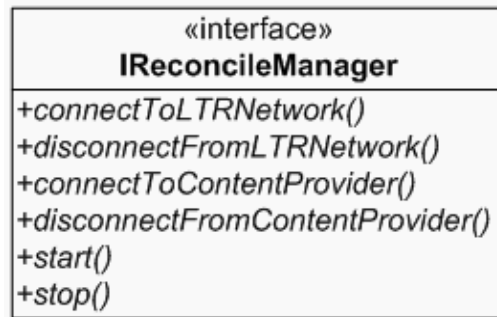 «interface»
IReconcileManager
+connectToLTRNetwork()
+disconnectFromLTRNetwork()
+connectToContentProvider()
+disconnectFromContentProvider()
+start()
+stop()